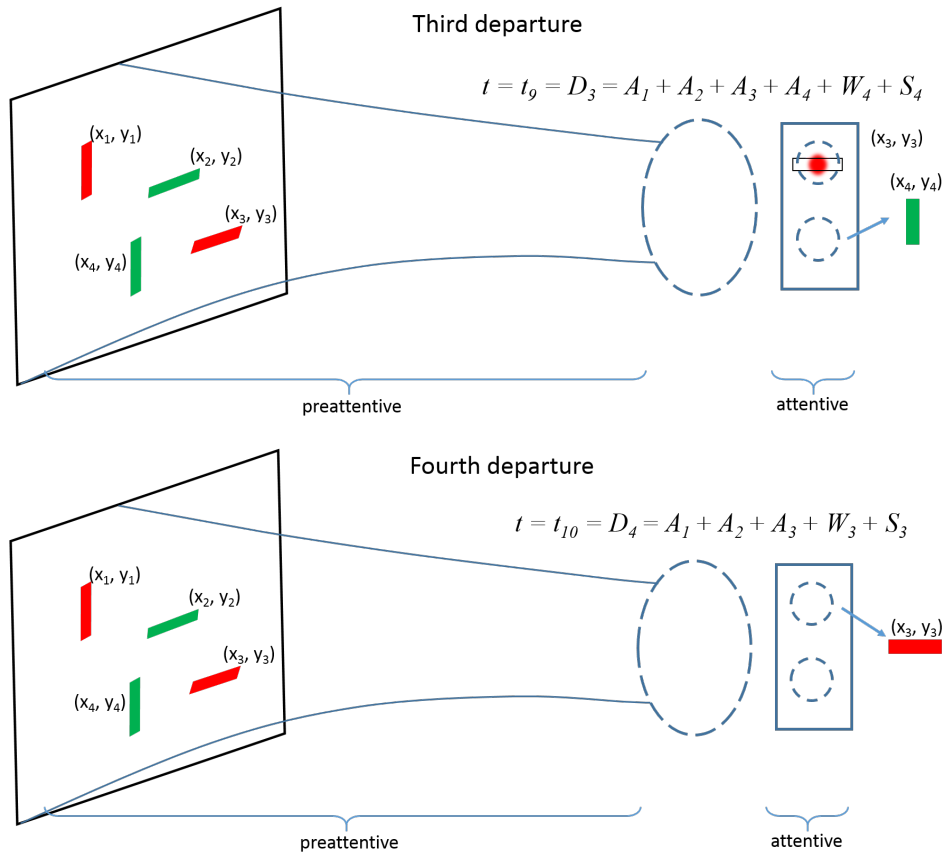 Third departure
t = t₉ = D₃ = A₁ + A₂ + A₃ + A₄ + W₄ + S₄
(x₁, y₁)
(x₂, y₂)
(x₃, y₃)
(x₄, y₄)
(x₃, y₃)
(x₄, y₄)
preattentive
attentive
Fourth departure
t = t₁₀ = D₄ = A₁ + A₂ + A₃ + W₃ + S₃
(x₁, y₁)
(x₂, y₂)
(x₃, y₃)
(x₄, y₄)
(x₃, y₃)
preattentive
attentive